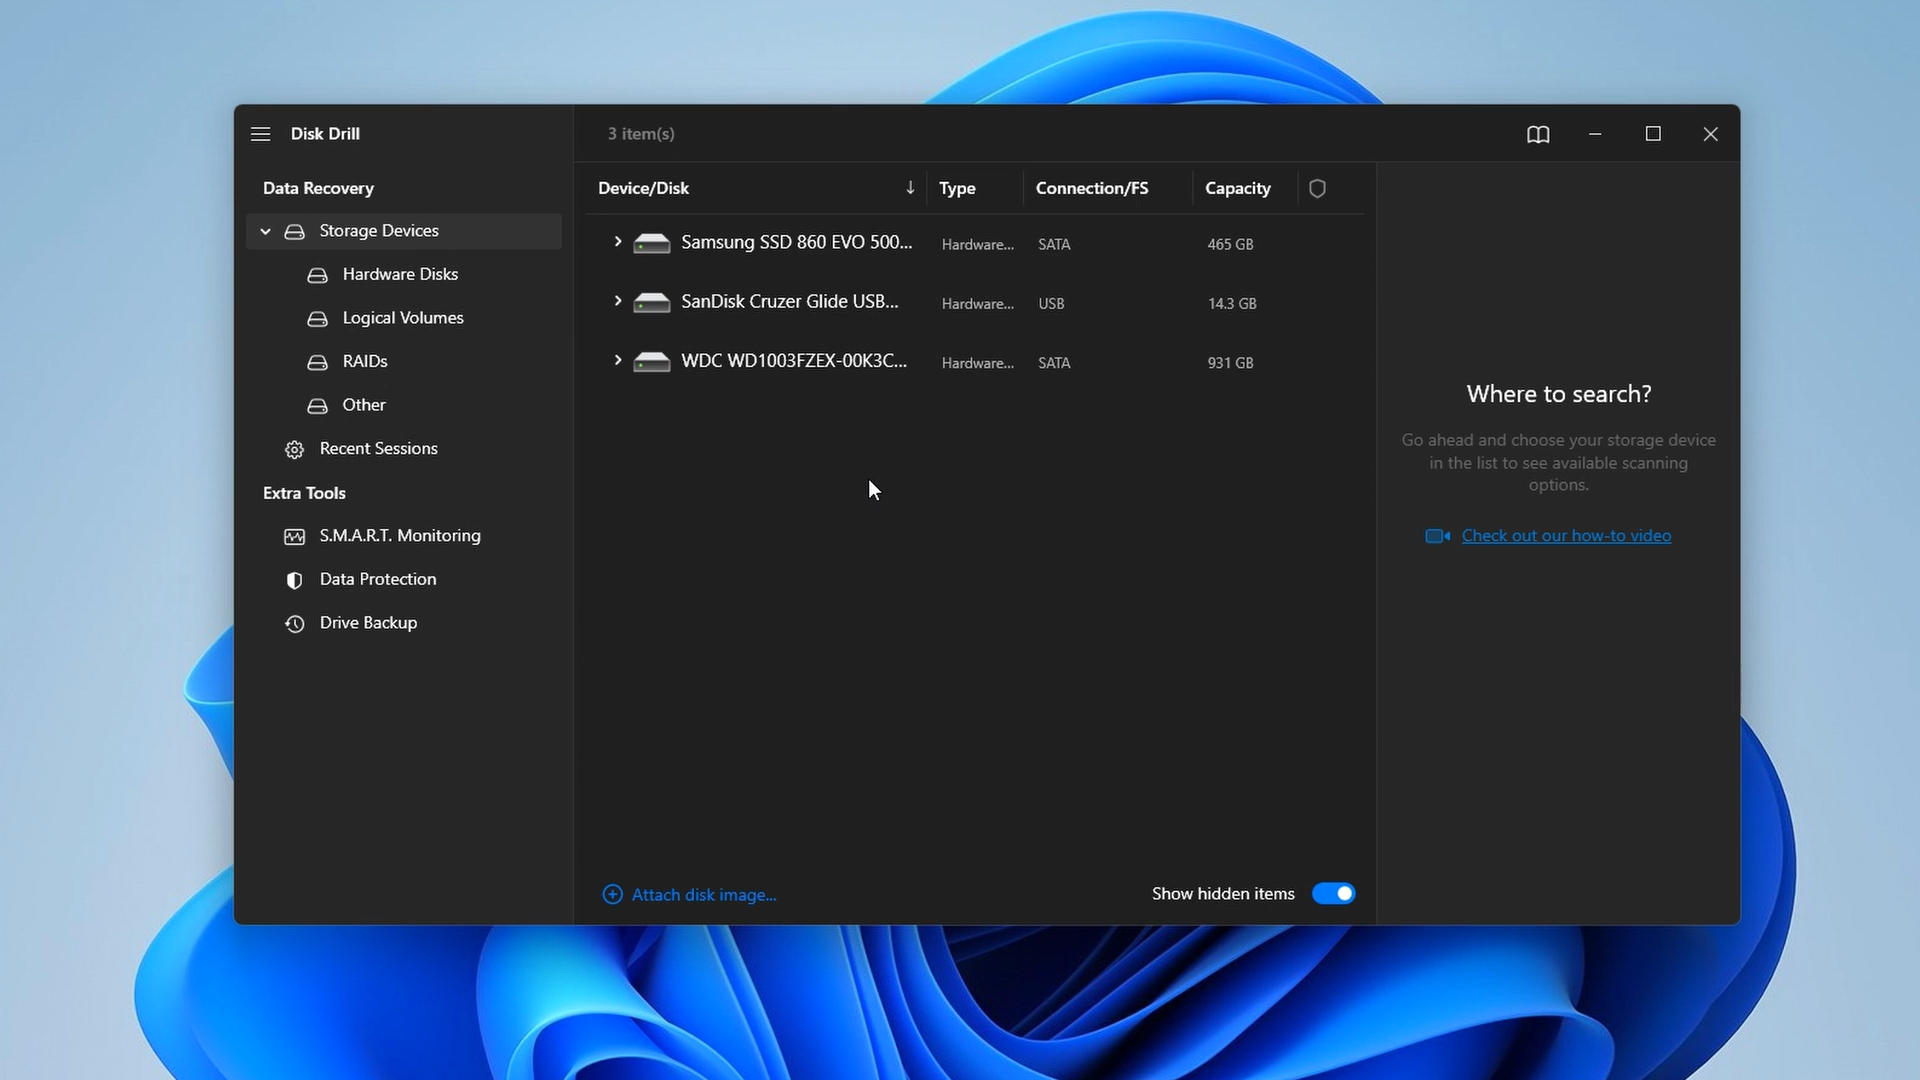 Disk Drill
3 item(s)
Data Recovery
Storage Devices
Hardware Disks
Logical Volumes
RAIDs
Other
Recent Sessions
Extra Tools
S.M.A.R.T. Monitoring
Data Protection
Drive Backup
Device/Disk Type Connection/FS Capacity
Samsung SSD 860 EVO 500... Hardware... SATA 465 GB
SanDisk Cruzer Glide USB... Hardware... USB 14.3 GB
WDC WD1003FZEX-00K3C... Hardware... SATA 931 GB
Attach disk image...
Show hidden items
Where to search?
Go ahead and choose your storage device
in the list to see available scanning
options.
Check out our how-to video